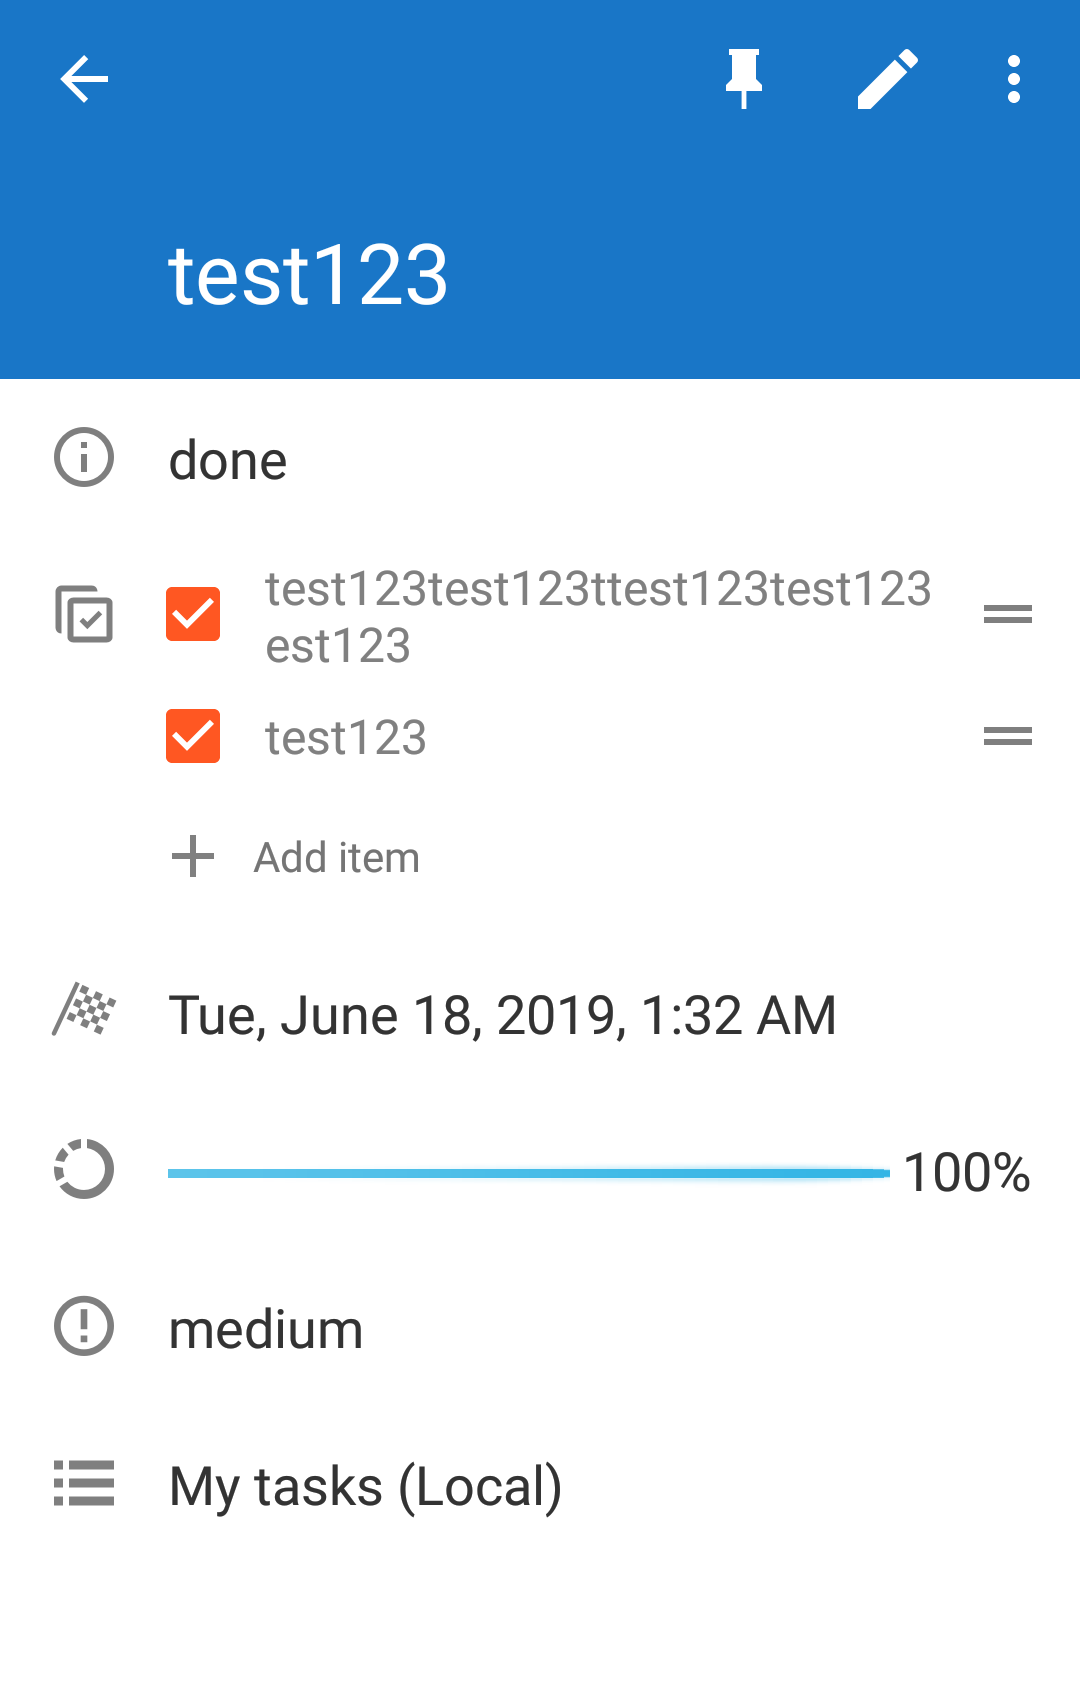 test123
done
test123test123ttest123test123
est123
test123
Add item
Tue, June 18, 2019, 1:32 AM
100%
medium
My tasks (Local)